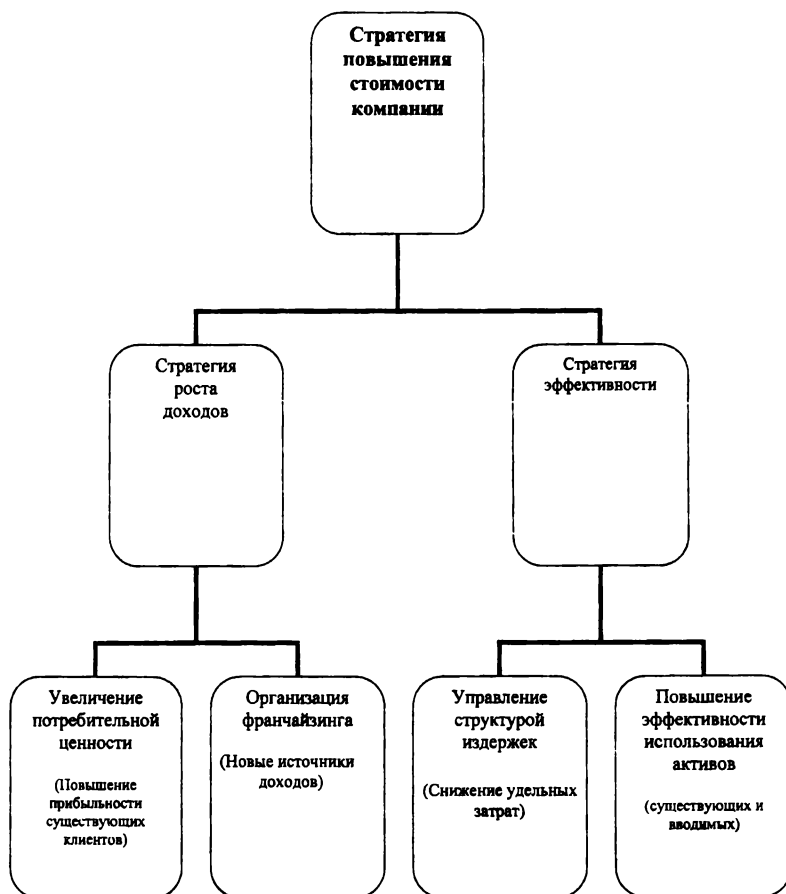 Стратегия
повышения
стоимости
компании
Стратегия
роста
доходов
Стратегия
эффективности
Увеличение
потребительной
ценности
(Повышение
прибыльности
существующих
клиентов)
Организация
франчайзинга
(Новые источники
доходов)
Управление
структурой
издержек
(Снижение удельных
затрат)
Повышение
эффективности
использования
активов
(существующих и
вводимых)